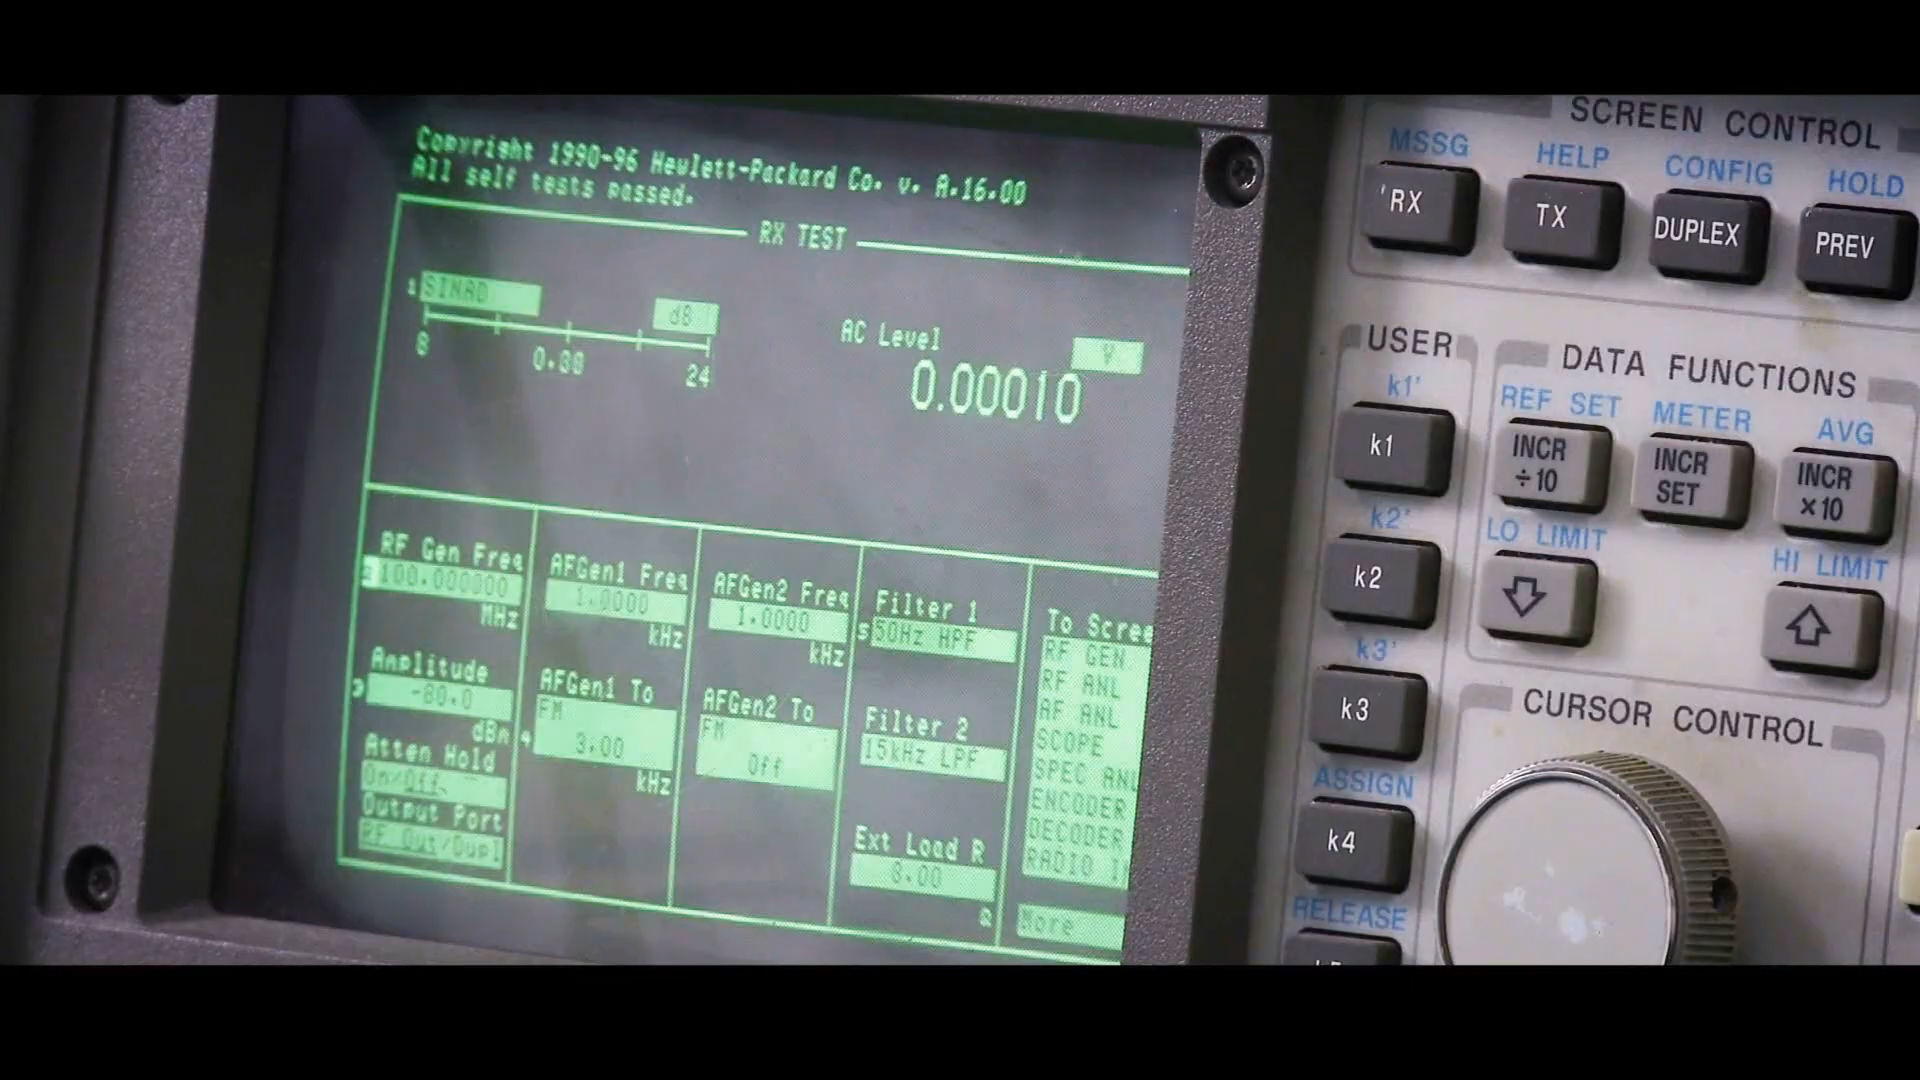 Copyright 1990-96 Hewlett-Packard Co. v. A.16.00
All self tests passed.
RX TEST
1 SINAD
dB
8
24
AC Level
V
0.00010
RF Gen Freq
100.000000
MHz
Amplitude
-80.0
dBm
Atten Hold
On/Off
Output Port
RF Out/Dupl
AFGen1 Freq
1.0000
kHz
AFGen1 To
4 FM
3.00
kHz
AFGen2 Freq
1.0000
kHz
AFGen2 To
FM
Off
Filter 1
50Hz HPF
Filter 2
15kHz LPF
Ext Load R
8.00
Ω
To Scree
RF GEN
RF ANL
AF ANL
SCOPE
SPEC ANL
ENCODER
DECODER
RADIO I
More
SCREEN CONTROL
MSSG HELP CONFIG HOLD
RX TX DUPLEX PREV
USER
k1'
k1
k2'
k2
k3'
k3
ASSIGN
k4
RELEASE
DATA FUNCTIONS
REF SET METER AVG
INCR ÷10
INCR SET
INCR ×10
LO LIMIT HI LIMIT
CURSOR CONTROL